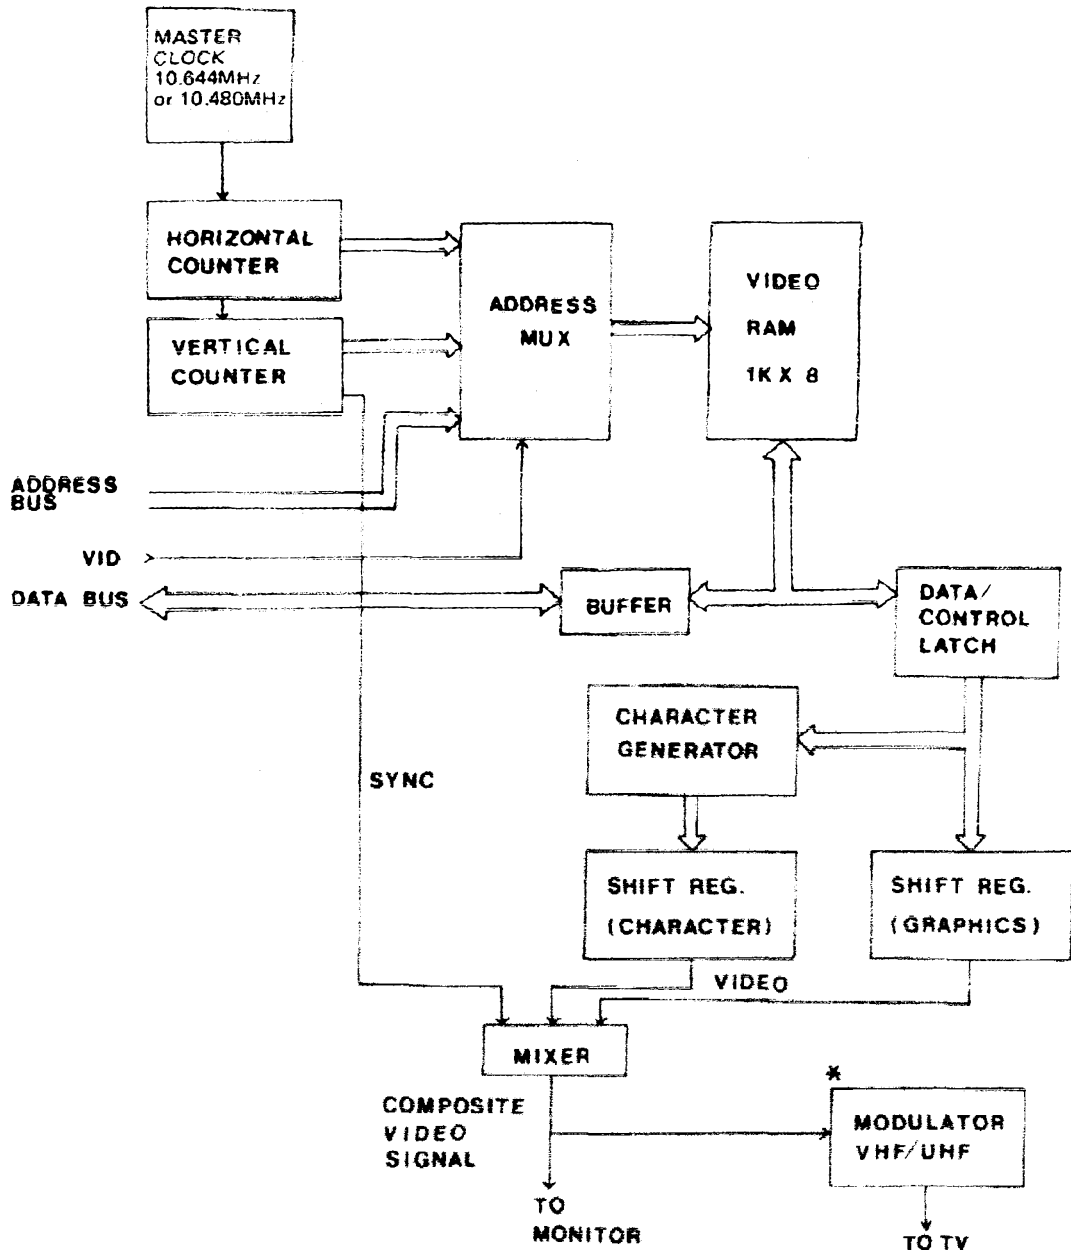 MASTER
CLOCK
10.644MHz
or 10.480MHz
HORIZONTAL
COUNTER
VERTICAL
COUNTER
ADDRESS
MUX
VIDEO
RAM
1K X 8
ADDRESS
BUS
VID
DATA BUS
BUFFER
DATA/
CONTROL
LATCH
CHARACTER
GENERATOR
SYNC
SHIFT REG.
(CHARACTER)
SHIFT REG.
(GRAPHICS)
VIDEO
MIXER
*
COMPOSITE
VIDEO
SIGNAL
MODULATOR
VHF/UHF
TO
MONITOR
TO TV